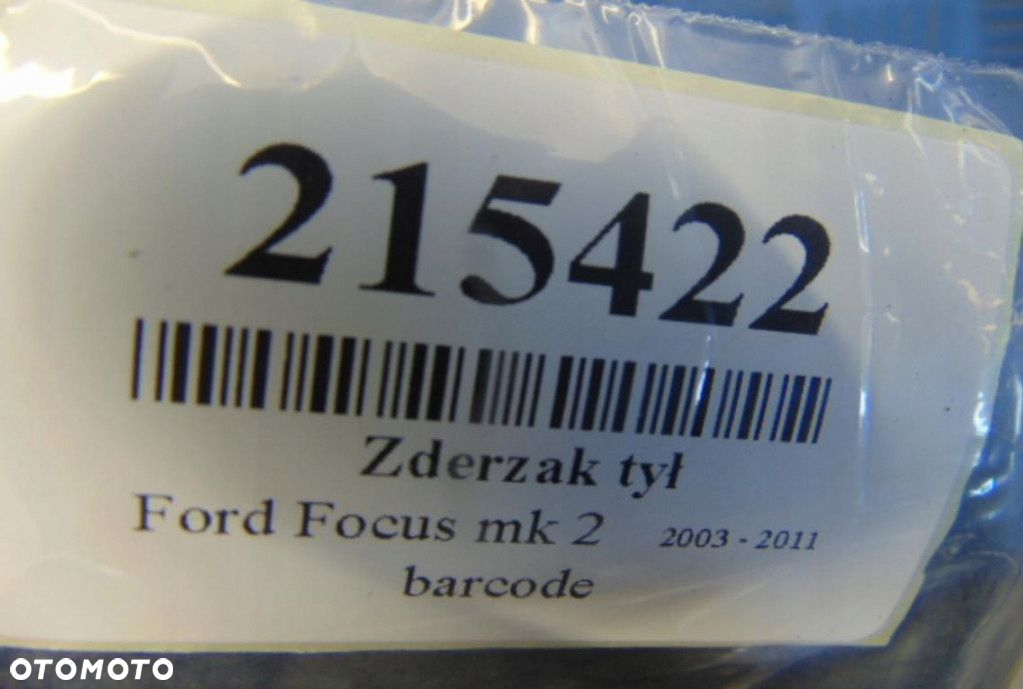 215422
Zderzak tył
Ford Focus mk 2 2003 - 2011
barcode
OTOMOTO